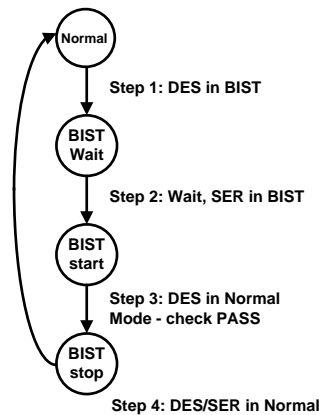 Normal
Step 1: DES in BIST
BIST
Wait
Step 2: Wait, SER in BIST
BIST
start
Step 3: DES in Normal
Mode - check PASS
BIST
stop
Step 4: DES/SER in Normal